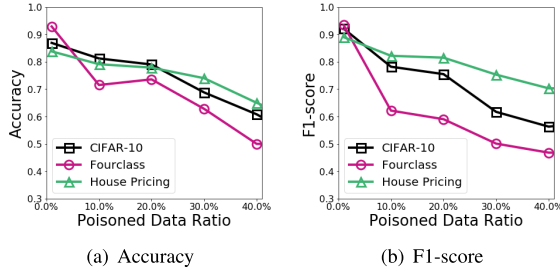 1.0
0.9
0.8
0.7
0.6
0.5
0.4
0.3
Accuracy
CIFAR-10
Fourclass
House Pricing
0.0% 10.0% 20.0% 30.0% 40.0%
Poisoned Data Ratio
(a) Accuracy
1.0
0.9
0.8
0.7
0.6
0.5
0.4
0.3
F1-score
CIFAR-10
Fourclass
House Pricing
0.0% 10.0% 20.0% 30.0% 40.0%
Poisoned Data Ratio
(b) F1-score